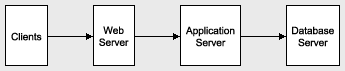 Clients
Web
Server
Application
Server
Database
Server